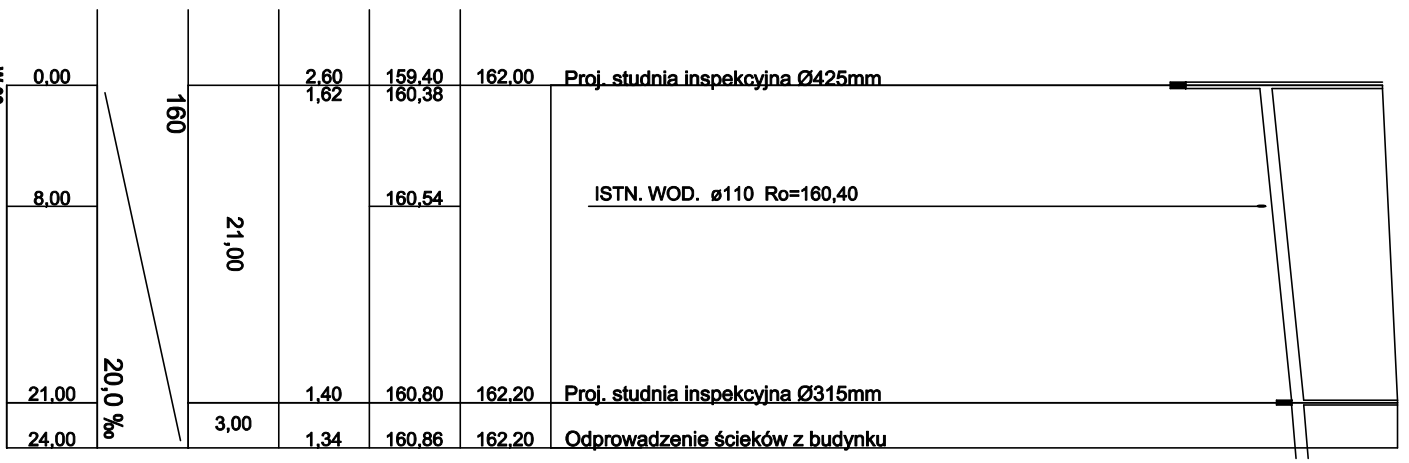 0,00 2,60 159,40 162,00 Proj. studnia inspekcyjna Ø425mm
1,62 160,38
160
8,00 160,54 ISTN. WOD. ø110 Ro=160,40
21,00
21,00 1,40 160,80 162,20 Proj. studnia inspekcyjna Ø315mm
20,0 ‰
3,00
24,00 1,34 160,86 162,20 Odprowadzenie ścieków z budynku